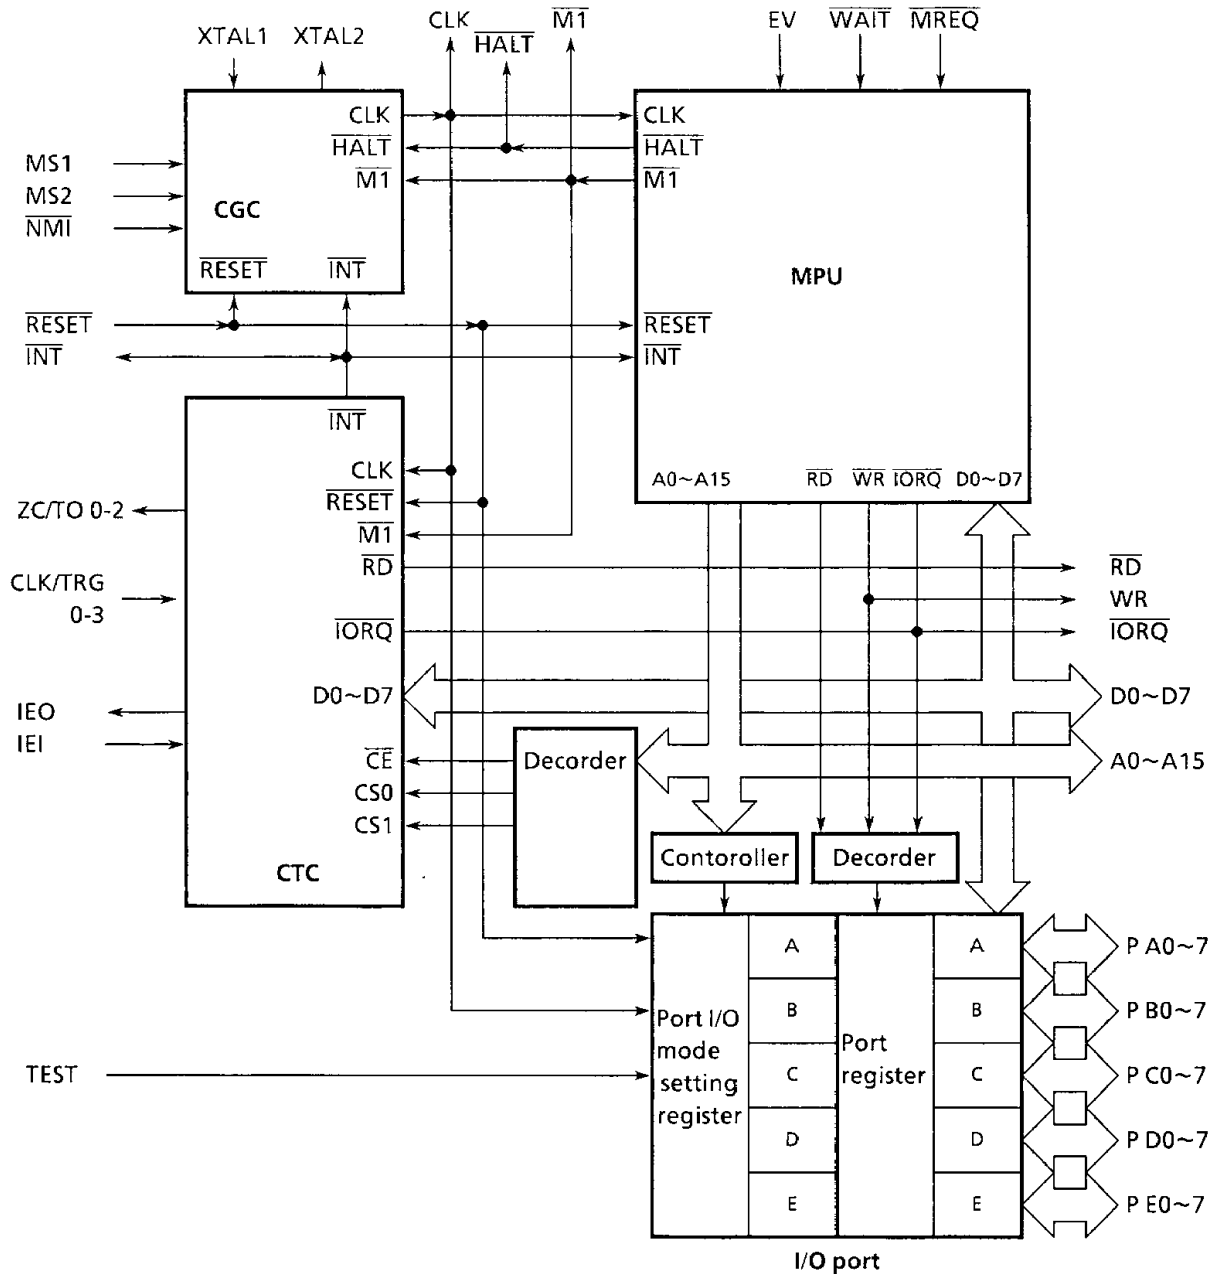 CLK
M1
HALT
EV
WAIT
MREQ
XTAL1
XTAL2
CLK
HALT
M1
MS1
MS2
NMI
CGC
RESET
INT
CLK
HALT
M1
MPU
RESET
INT
RESET
INT
A0~A15
RD
WR
IORQ
D0~D7
INT
CLK
RESET
M1
RD
IORQ
D0~D7
CE
CS0
CS1
CTC
ZC/TO 0-2
CLK/TRG
0-3
IEO
IEI
RD
WR
IORQ
D0~D7
A0~A15
Decorder
Contoroller
Decorder
Port I/O
mode
setting
register
A
B
C
D
E
Port
register
A
B
C
D
E
P A0~7
P B0~7
P C0~7
P D0~7
P E0~7
TEST
I/O port